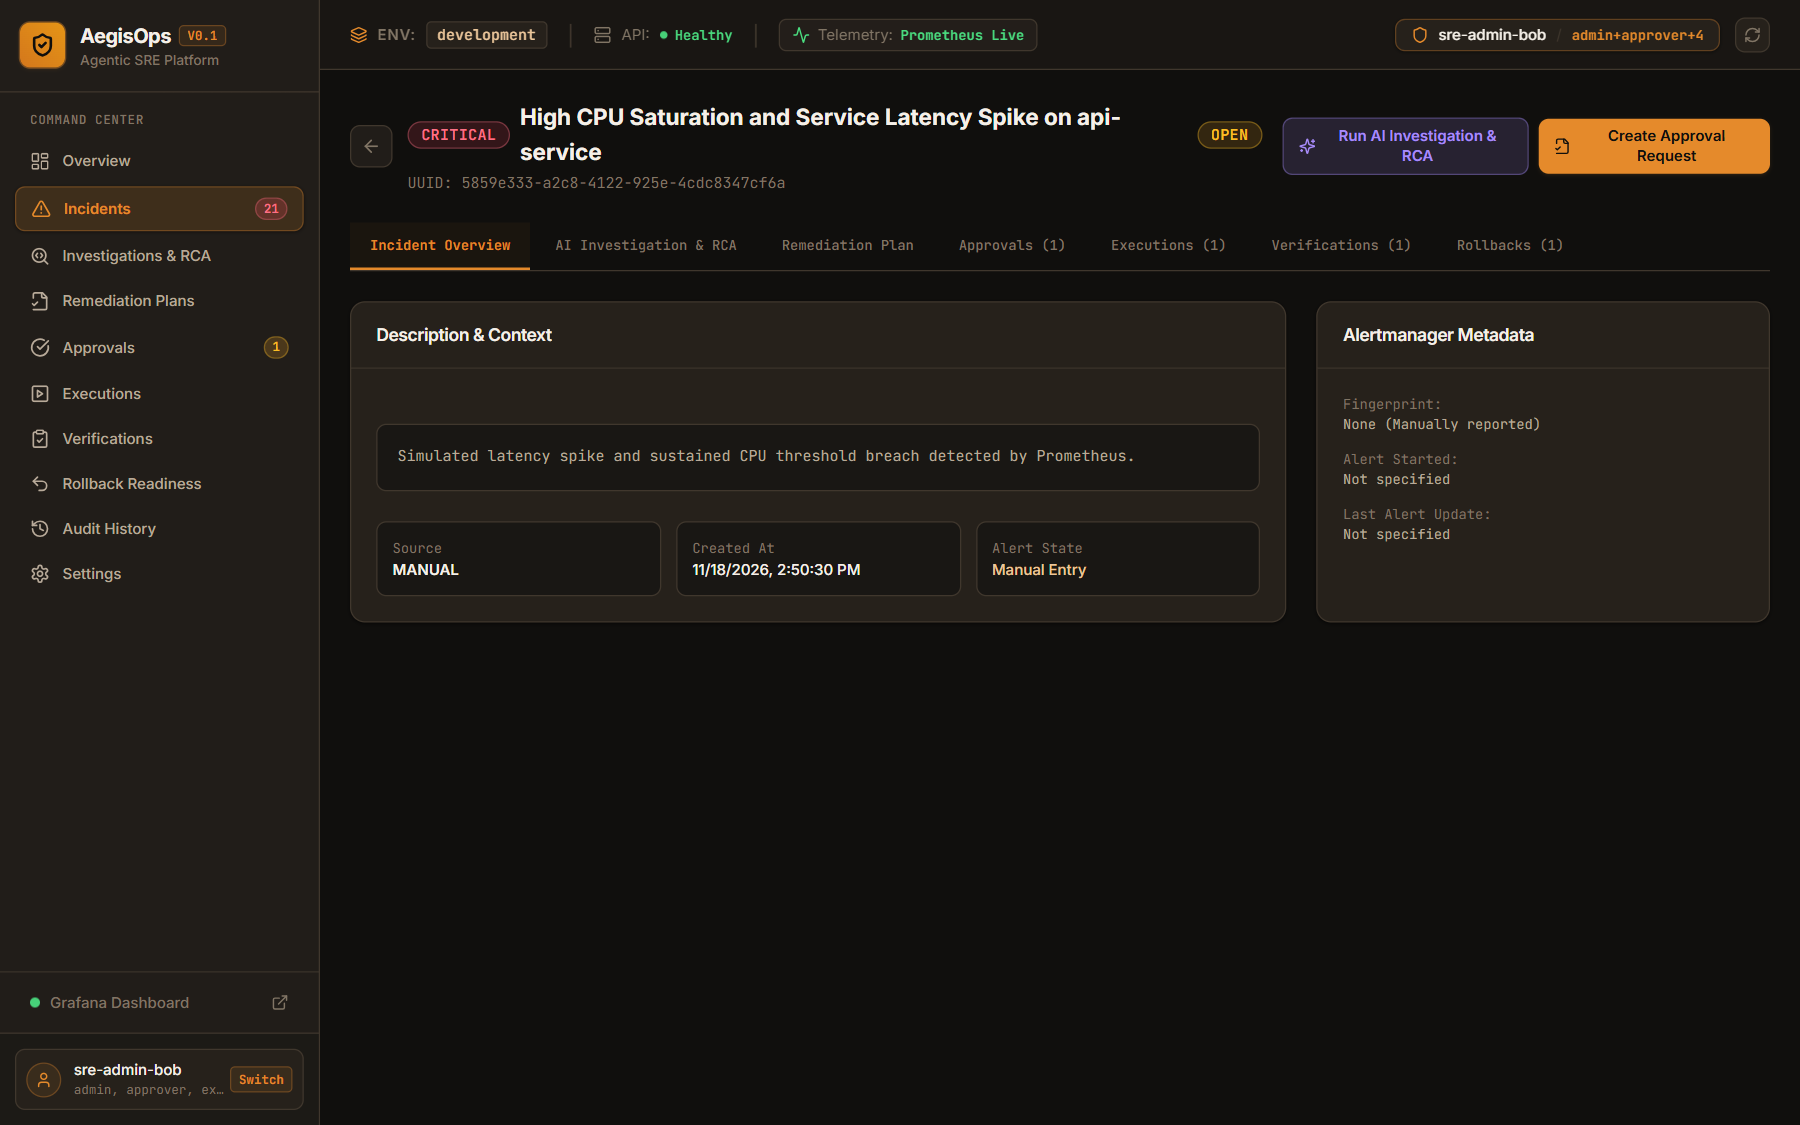 AegisOps V0.1
Agentic SRE Platform
COMMAND CENTER
Overview
Incidents 21
Investigations & RCA
Remediation Plans
Approvals 1
Executions
Verifications
Rollback Readiness
Audit History
Settings
Grafana Dashboard
sre-admin-bob
admin, approver, ex…
Switch
ENV: development
API: Healthy
Telemetry: Prometheus Live
sre-admin-bob / admin+approver+4
CRITICAL
High CPU Saturation and Service Latency Spike on api-
service
OPEN
UUID: 5859e333-a2c8-4122-925e-4cdc8347cf6a
Run AI Investigation &
RCA
Create Approval
Request
Incident Overview
AI Investigation & RCA
Remediation Plan
Approvals (1)
Executions (1)
Verifications (1)
Rollbacks (1)
Description & Context
Simulated latency spike and sustained CPU threshold breach detected by Prometheus.
Source
MANUAL
Created At
11/18/2026, 2:50:30 PM
Alert State
Manual Entry
Alertmanager Metadata
Fingerprint:
None (Manually reported)
Alert Started:
Not specified
Last Alert Update:
Not specified